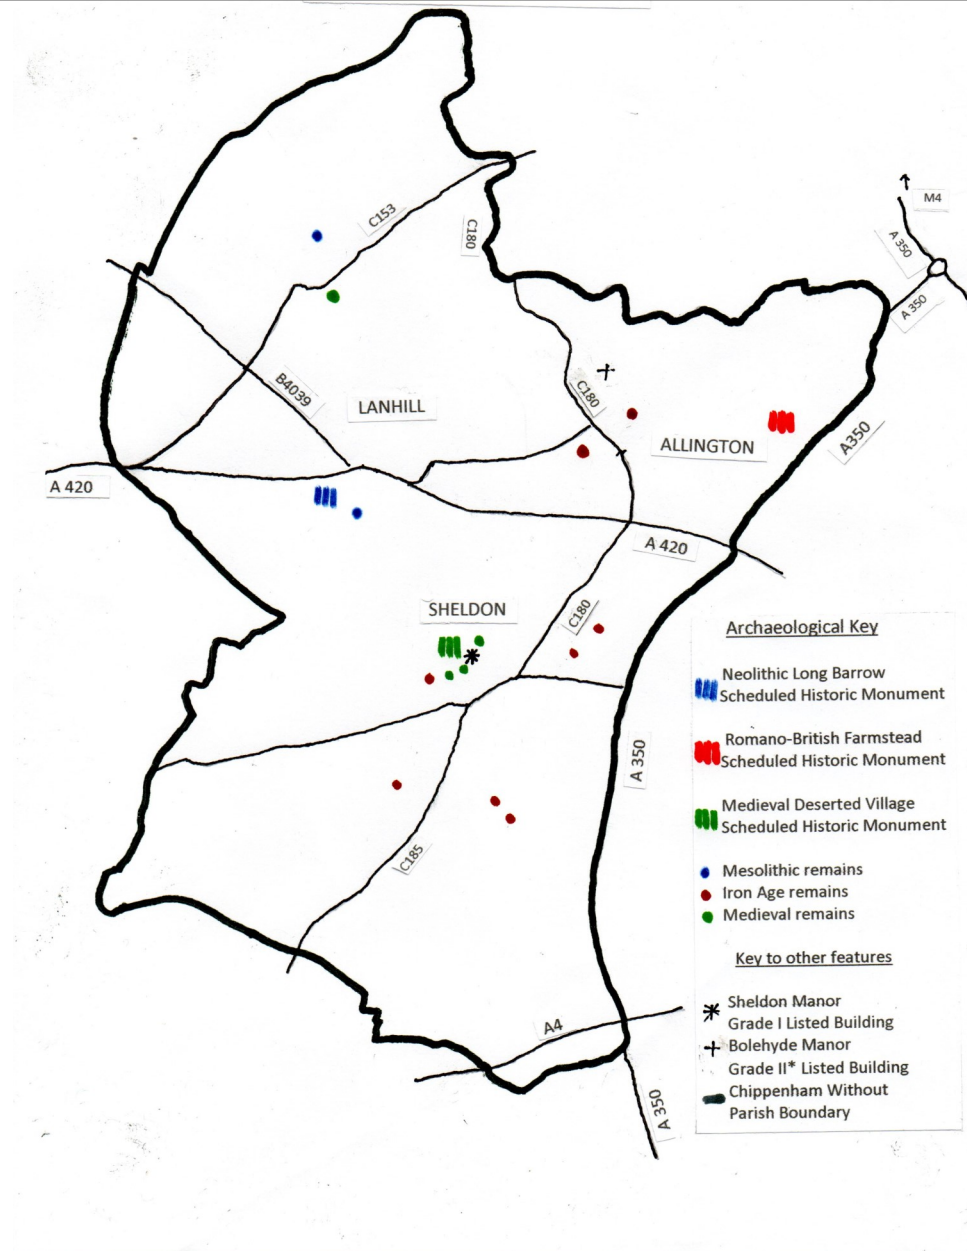 C153
C180
M4
A 350
A 350
B4039
C180
LANHILL
ALLINGTON
A350
A 420
A 420
SHELDON
C180
A 350
C185
A4
A 350
Archaeological Key
Neolithic Long Barrow
Scheduled Historic Monument
Romano-British Farmstead
Scheduled Historic Monument
Medieval Deserted Village
Scheduled Historic Monument
Mesolithic remains
Iron Age remains
Medieval remains
Key to other features
Sheldon Manor
Grade I Listed Building
Bolehyde Manor
Grade II* Listed Building
Chippenham Without
Parish Boundary